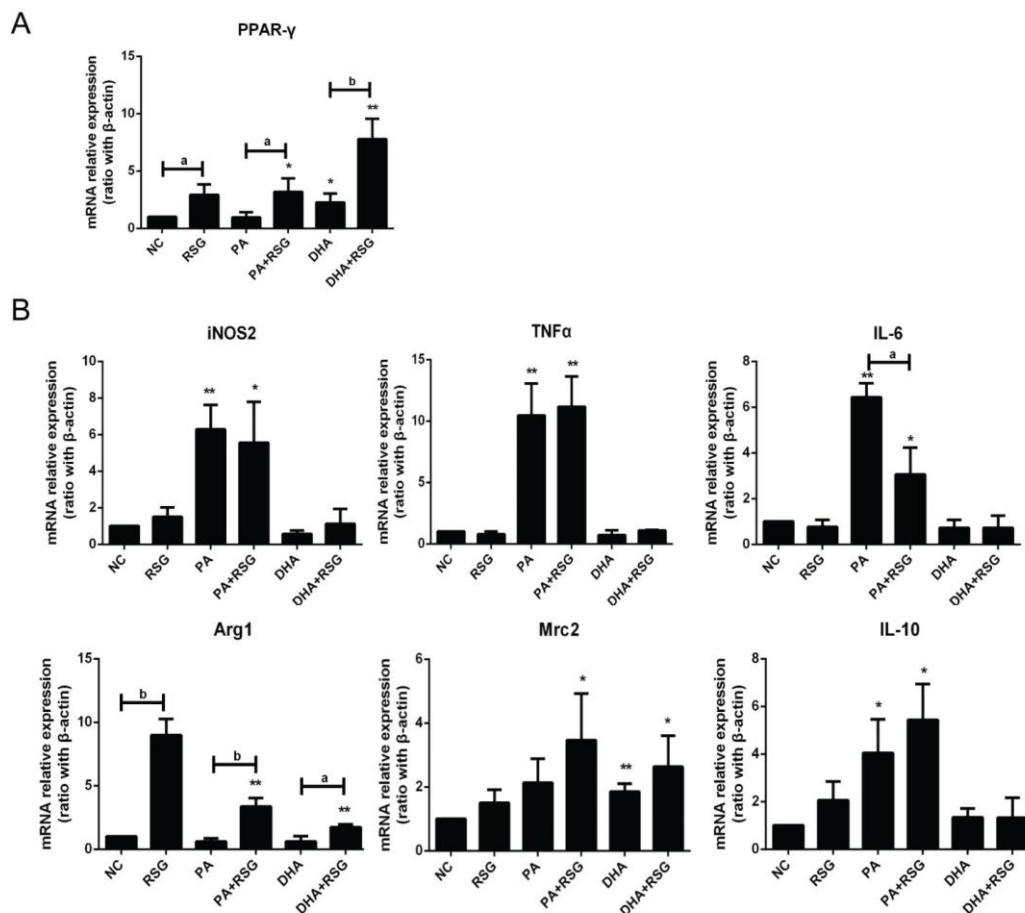 A
PPAR-γ
mRNA relative expression
(ratio with β-actin)
15
10
5
0
a
a
*
*
b
**
NC
RSG
PA
PA+RSG
DHA
DHA+RSG
B
iNOS2
mRNA relative expression
(ratio with β-actin)
10
8
6
4
2
0
**
*
NC
RSG
PA
PA+RSG
DHA
DHA+RSG
TNFα
mRNA relative expression
(ratio with β-actin)
15
10
5
0
**
**
NC
RSG
PA
PA+RSG
DHA
DHA+RSG
IL-6
mRNA relative expression
(ratio with β-actin)
8
6
4
2
0
a
**
*
NC
RSG
PA
PA+RSG
DHA
DHA+RSG
Arg1
mRNA relative expression
(ratio with β-actin)
15
10
5
0
b
b
**
a
**
NC
RSG
PA
PA+RSG
DHA
DHA+RSG
Mrc2
mRNA relative expression
(ratio with β-actin)
6
4
2
0
*
**
*
NC
RSG
PA
PA+RSG
DHA
DHA+RSG
IL-10
mRNA relative expression
(ratio with β-actin)
8
6
4
2
0
*
*
NC
RSG
PA
PA+RSG
DHA
DHA+RSG